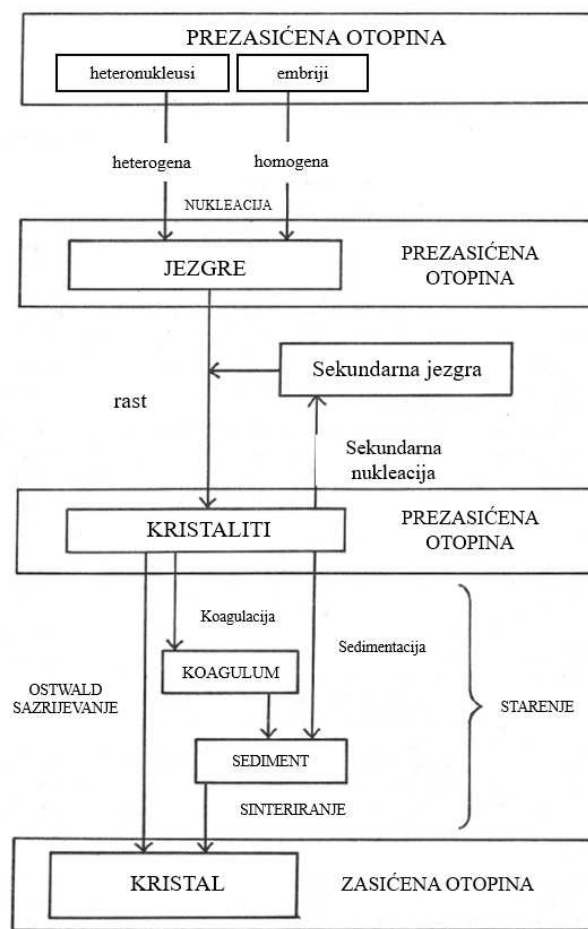 PREZASIĆENA OTOPINA
heteronukleusi
embriji
heterogena
homogena
NUKLEACIJA
JEZGRE
PREZASIĆENA
OTOPINA
Sekundarna jezgra
rast
Sekundarna
nukleacija
KRISTALITI
PREZASIĆENA
OTOPINA
Koagulacija
Sedimentacija
KOAGULUM
OSTWALD
SAZRIJEVANJE
STARENJE
SEDIMENT
SINTERIRANJE
KRISTAL
ZASIĆENA OTOPINA